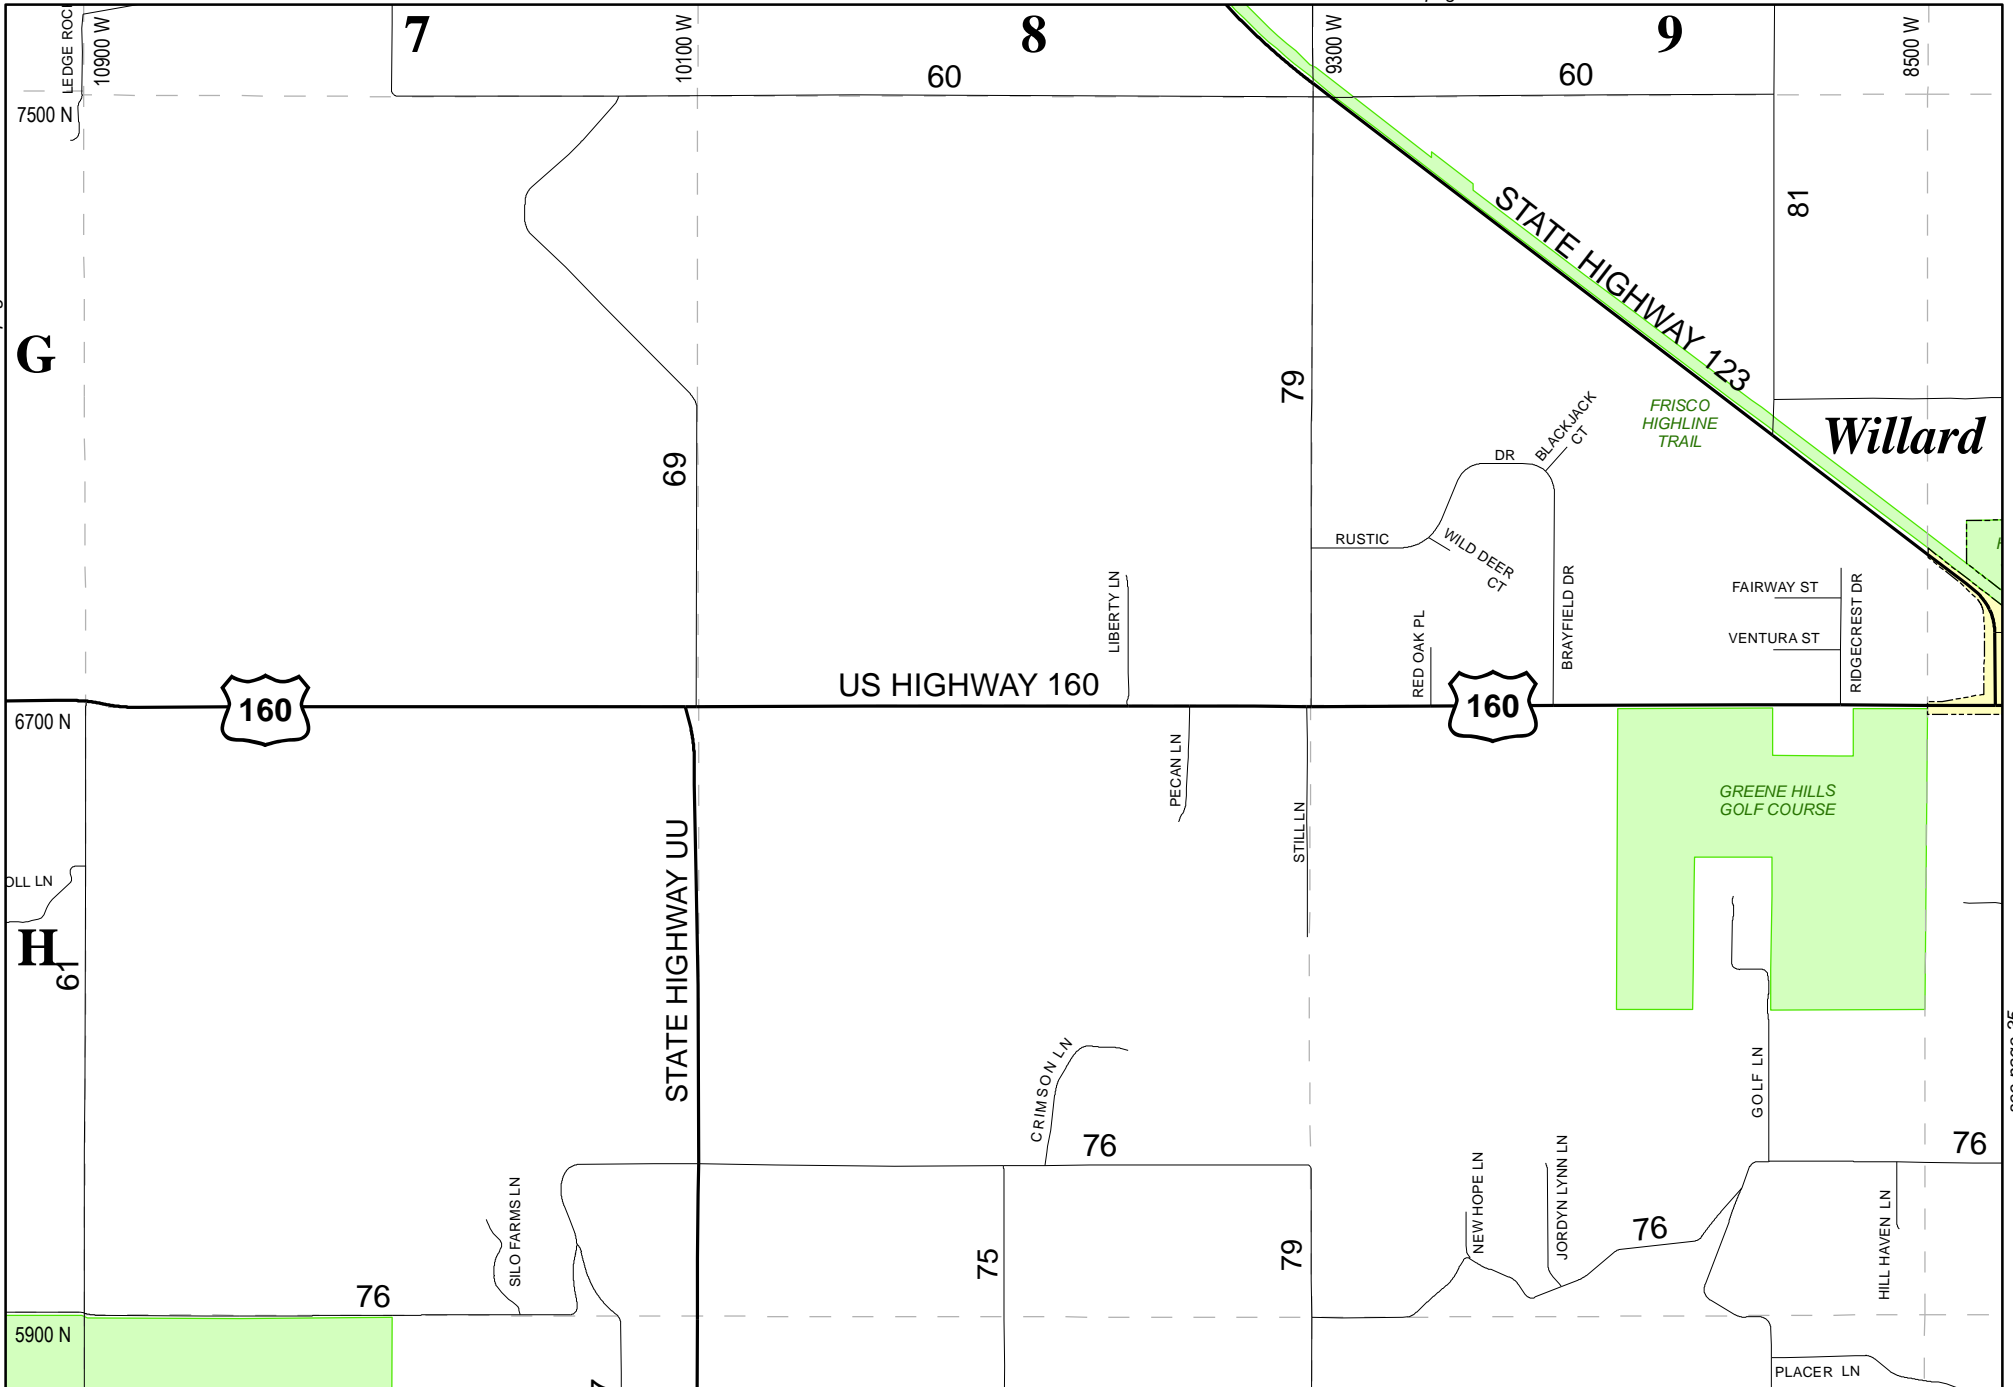 7
8
9
10900 W
10100 W
9300 W
8500 W
60
60
7500 N
81
STATE HIGHWAY 123
G
79
FRISCO
HIGHLINE
TRAIL
Willard
BLACKJACK
CT
DR
69
RUSTIC
WILD DEER
CT
LIBERTY LN
RED OAK PL
BRAYFIELD DR
FAIRWAY ST
VENTURA ST
RIDGECREST DR
US HIGHWAY 160
160
160
6700 N
PECAN LN
STILL LN
GREENE HILLS
GOLF COURSE
STATE HIGHWAY UU
OLL LN
H
61
CRIMSON LN
GOLF LN
76
76
SILO FARMS LN
NEW HOPE LN
JORDYN LYNN LN
76
HILL HAVEN LN
75
79
76
5900 N
PLACER LN